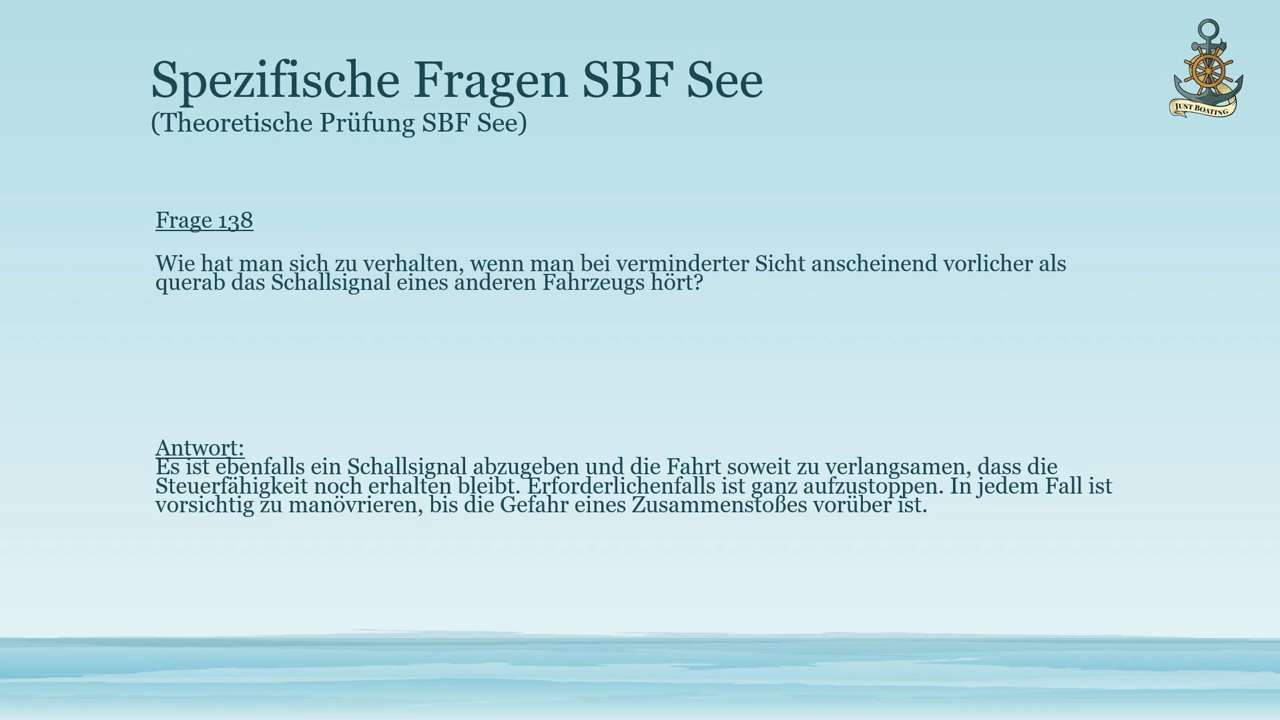 Spezifische Fragen SBF See
(Theoretische Prüfung SBF See)
JUST BOATING
Frage 138
Wie hat man sich zu verhalten, wenn man bei verminderter Sicht anscheinend vorlicher als
querab das Schallsignal eines anderen Fahrzeugs hört?
Antwort:
Es ist ebenfalls ein Schallsignal abzugeben und die Fahrt soweit zu verlangsamen, dass die
Steuerfähigkeit noch erhalten bleibt. Erforderlichenfalls ist ganz aufzustoppen. In jedem Fall ist
vorsichtig zu manövrieren, bis die Gefahr eines Zusammenstoßes vorüber ist.